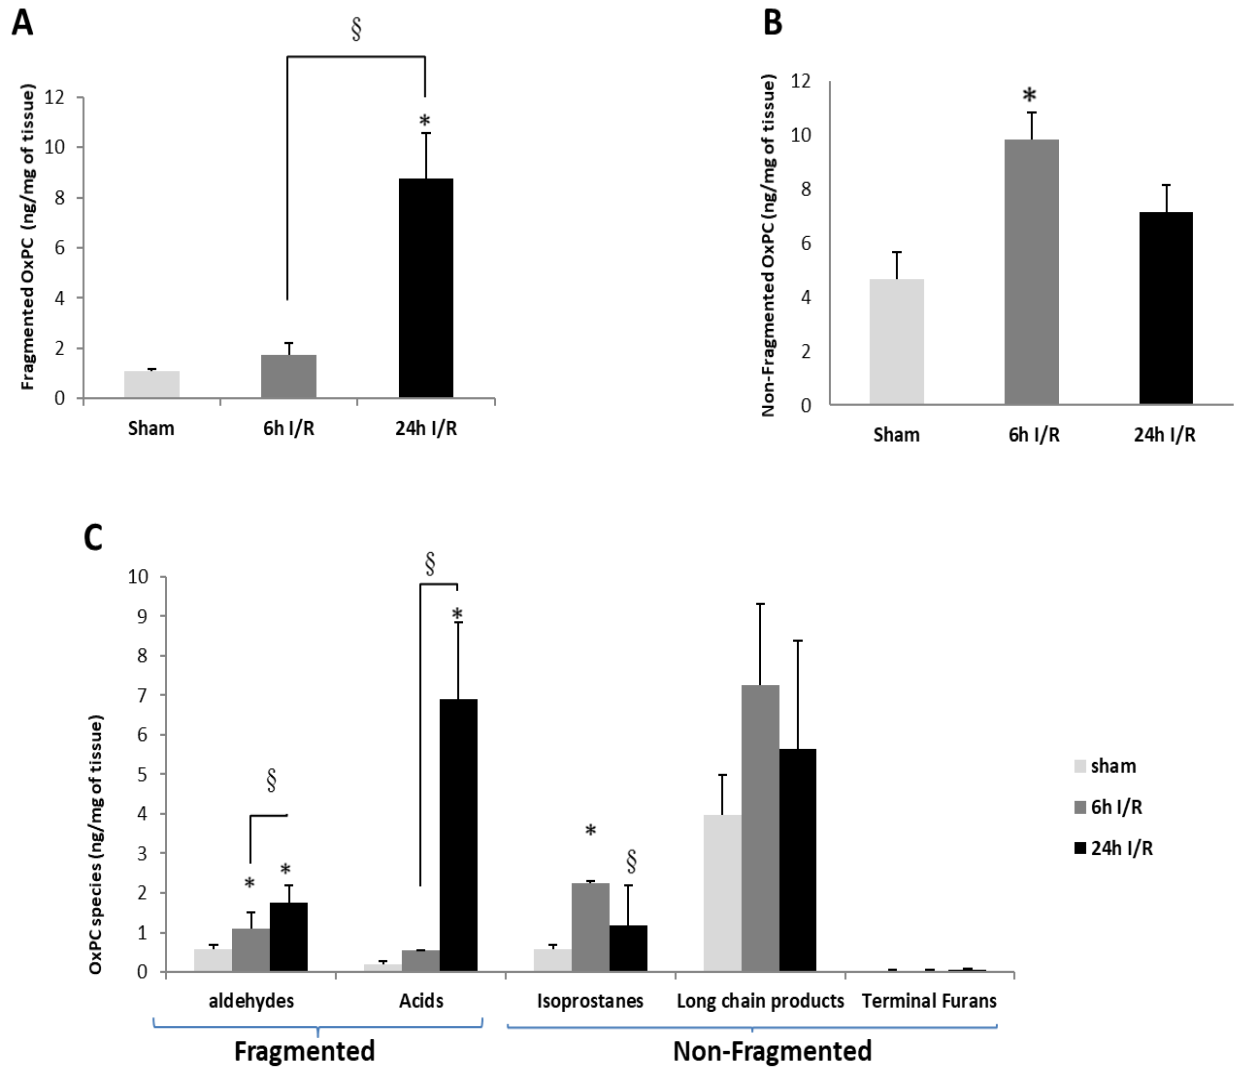 A
§
*
Fragmented OxPC (ng/mg of tissue)
12
10
8
6
4
2
0
Sham 6h I/R 24h I/R
B
*
Non-Fragmented OxPC (ng/mg of tissue)
12
10
8
6
4
2
0
Sham 6h I/R 24h I/R
C
OxPC species (ng/mg of tissue)
10
9
8
7
6
5
4
3
2
1
0
§
* *
§
*
*
§
aldehydes Acids Isoprostanes Long chain products Terminal Furans
Fragmented Non-Fragmented
sham
6h I/R
24h I/R